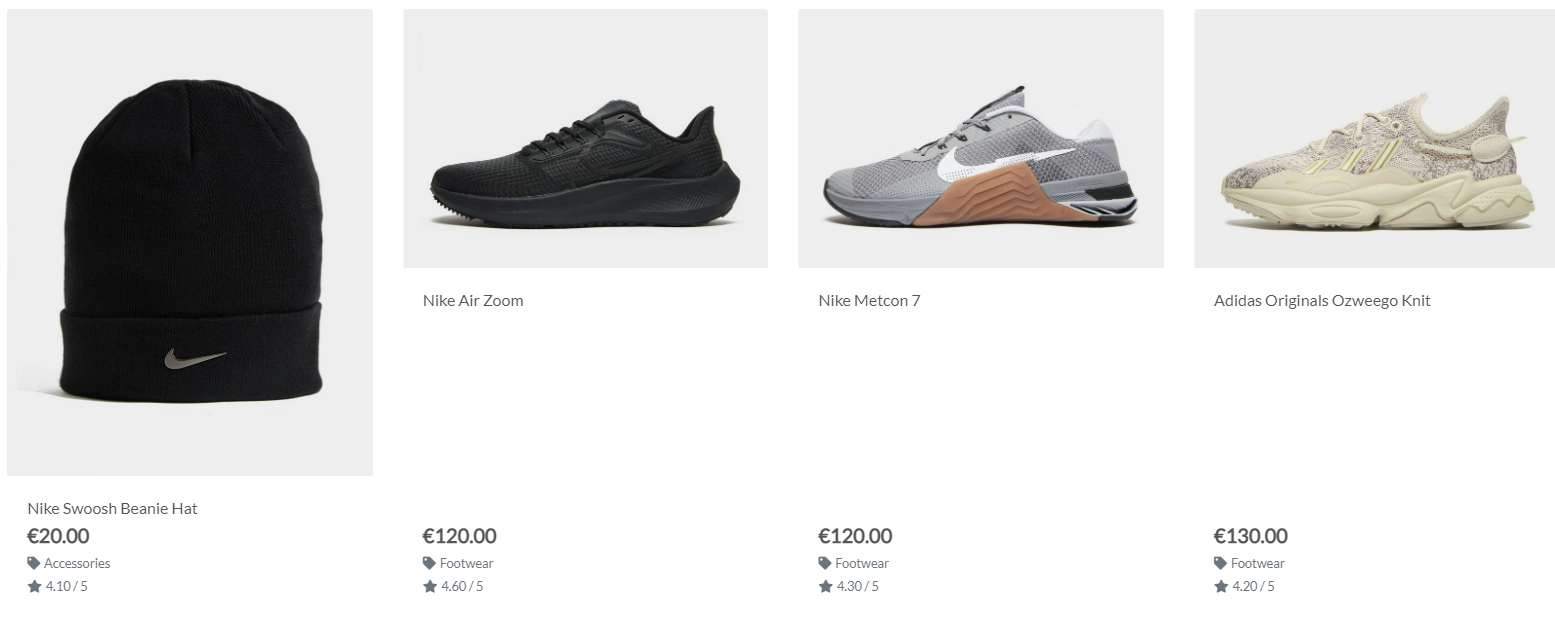 Nike Swoosh Beanie Hat
€20.00
Accessories
4.10 / 5
Nike Air Zoom
€120.00
Footwear
4.60 / 5
Nike Metcon 7
€120.00
Footwear
4.30 / 5
Adidas Originals Ozweego Knit
€130.00
Footwear
4.20 / 5